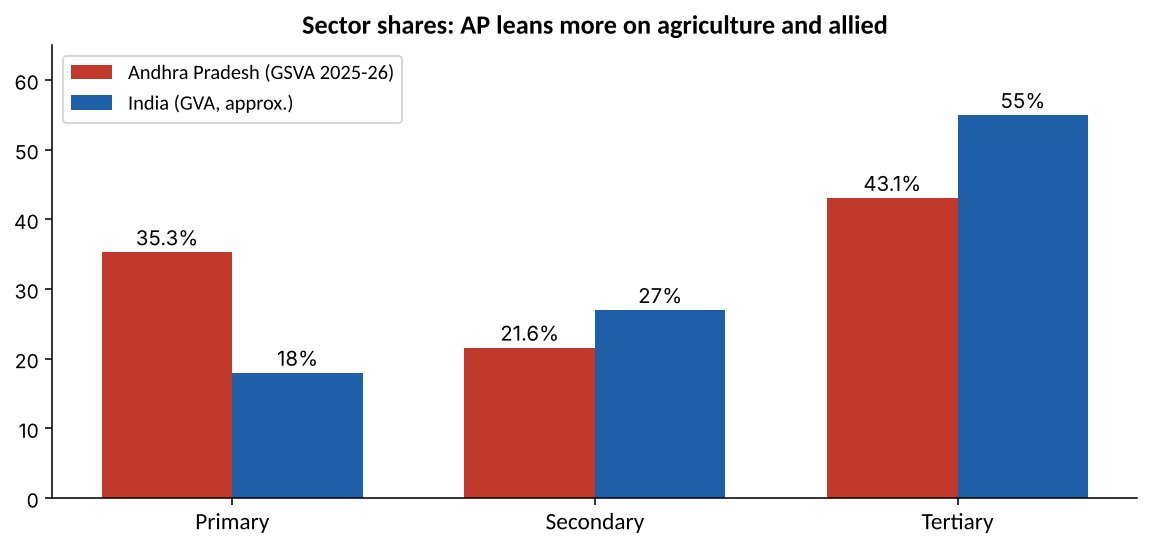 Sector shares: AP leans more on agriculture and allied
Andhra Pradesh (GSVA 2025-26)
India (GVA, approx.)
60
50
40
30
20
10
0
35.3%
18%
21.6%
27%
43.1%
55%
Primary
Secondary
Tertiary